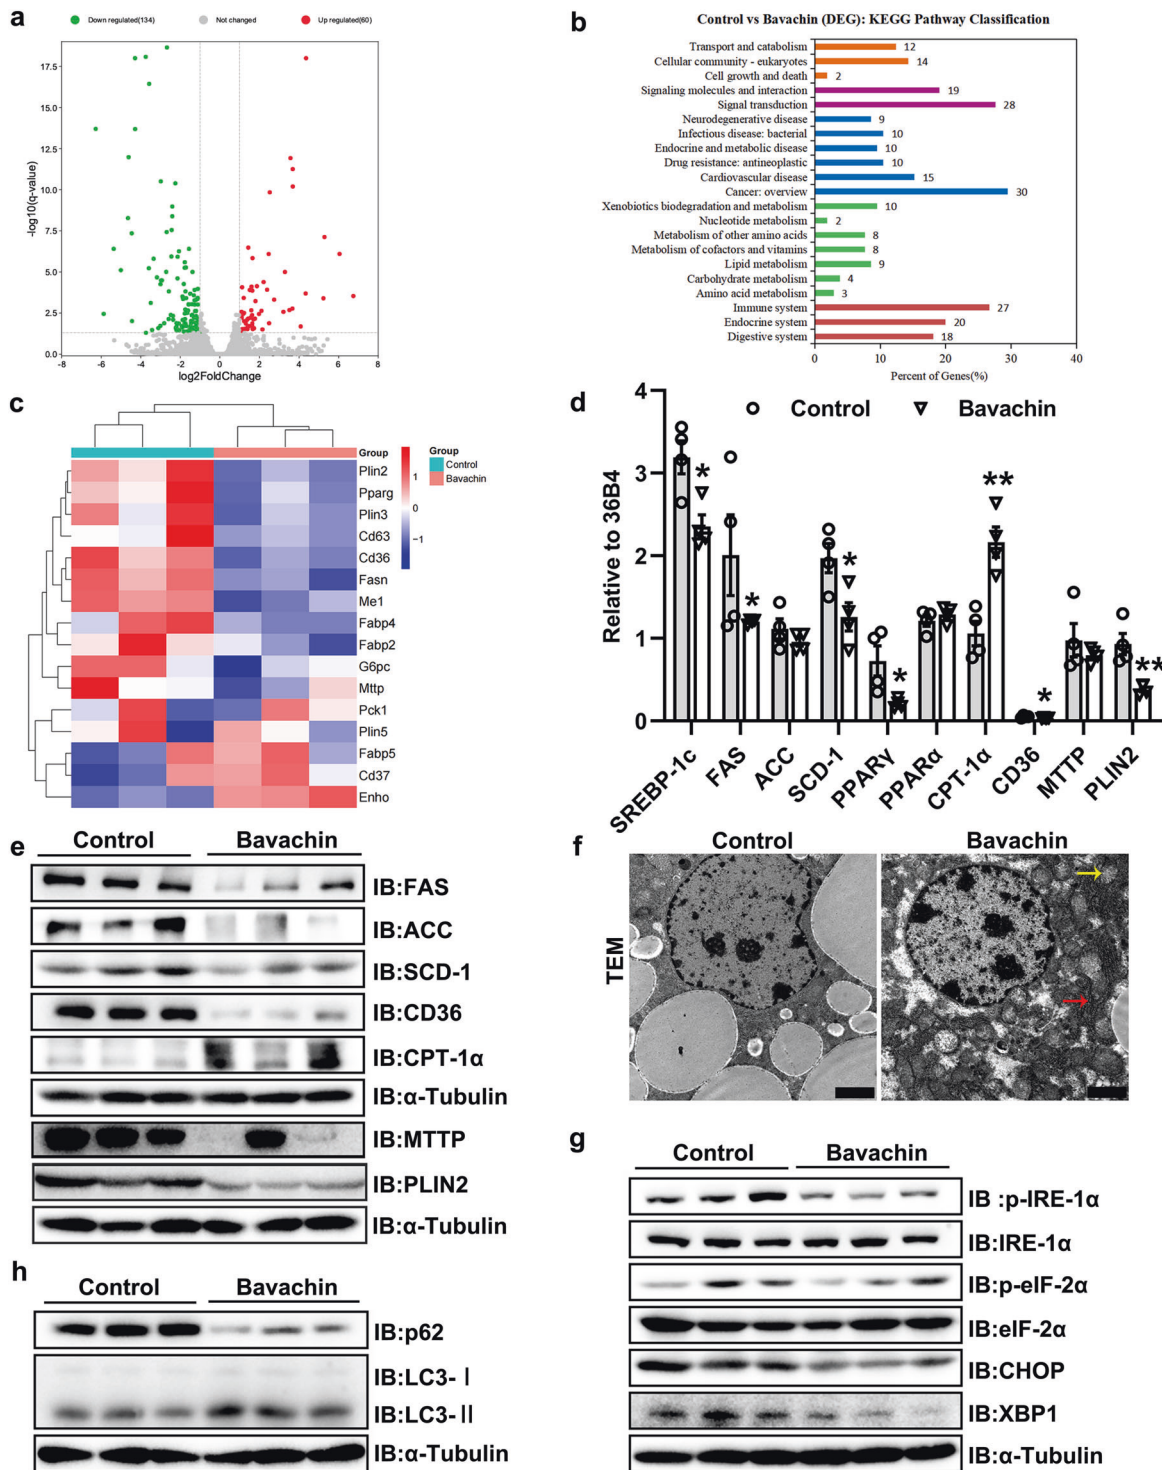 a
Down regulated(134)
Not changed
Up regulated(60)
17.5
15.0
12.5
10.0
7.5
5.0
2.5
0.0
-log10(q-value)
-8
-6
-4
-2
0
2
4
6
8
log2FoldChange
b
Control vs Bavachin (DEG): KEGG Pathway Classification
Transport and catabolism 12
Cellular community - eukaryotes 14
Cell growth and death 2
Signaling molecules and interaction 19
Signal transduction 28
Neurodegenerative disease 9
Infectious disease: bacterial 10
Endocrine and metabolic disease 10
Drug resistance: antineoplastic 10
Cardiovascular disease 15
Cancer: overview 30
Xenobiotics biodegradation and metabolism 10
Nucleotide metabolism 2
Metabolism of other amino acids 8
Metabolism of cofactors and vitamins 8
Lipid metabolism 9
Carbohydrate metabolism 4
Amino acid metabolism 3
Immune system 27
Endocrine system 20
Digestive system 18
0 10 20 30 40
Percent of Genes(%)
c
Group
Plin2
Pparg
Plin3
Cd63
Cd36
Fasn
Me1
Fabp4
Fabp2
G6pc
Mttp
Pck1
Plin5
Fabp5
Cd37
Enho
1
0
-1
Group
Control
Bavachin
d
Control
Bavachin
Relative to 36B4
4
3
2
1
0
*
*
*
*
**
*
**
SREBP-1c
FAS
ACC
SCD-1
PPARγ
PPARα
CPT-1α
CD36
MTTP
PLIN2
e
Control Bavachin
IB:FAS
IB:ACC
IB:SCD-1
IB:CD36
IB:CPT-1α
IB:α-Tubulin
IB:MTTP
IB:PLIN2
IB:α-Tubulin
f
Control Bavachin
TEM
g
Control Bavachin
IB :p-IRE-1α
IB:IRE-1α
IB:p-eIF-2α
IB:eIF-2α
IB:CHOP
IB:XBP1
IB:α-Tubulin
h
Control Bavachin
IB:p62
IB:LC3-Ⅰ
IB:LC3-Ⅱ
IB:α-Tubulin